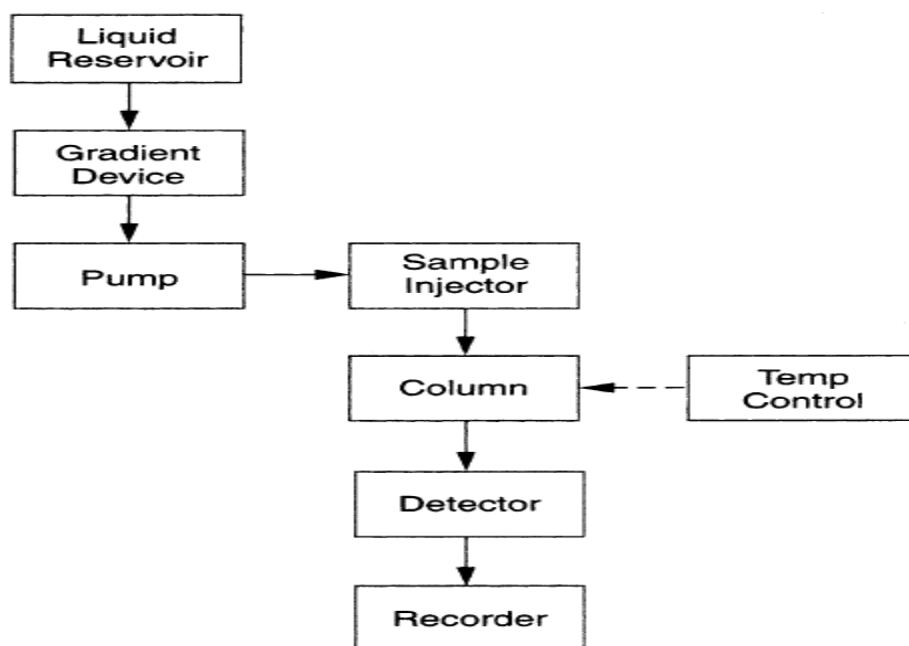 Liquid
Reservoir
Gradient
Device
Pump
Sample
Injector
Column
Temp
Control
Detector
Recorder